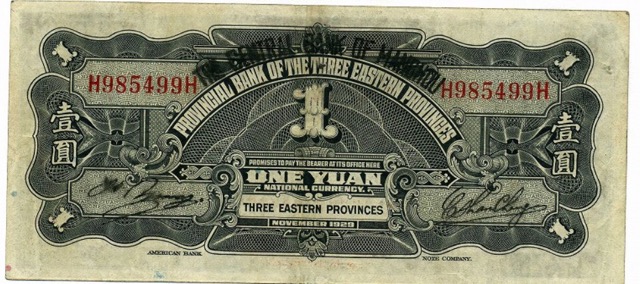 THE CENTRAL BANK OF MANCHOU
H985499H
H985499H
PROVINCIAL BANK OF THE THREE EASTERN PROVINCES
1
壹圓
壹圓
PROMISES TO PAY THE BEARER AT ITS OFFICE HERE
ONE YUAN
NATIONAL CURRENCY.
THREE EASTERN PROVINCES
NOVEMBER 1929
AMERICAN BANK NOTE COMPANY.